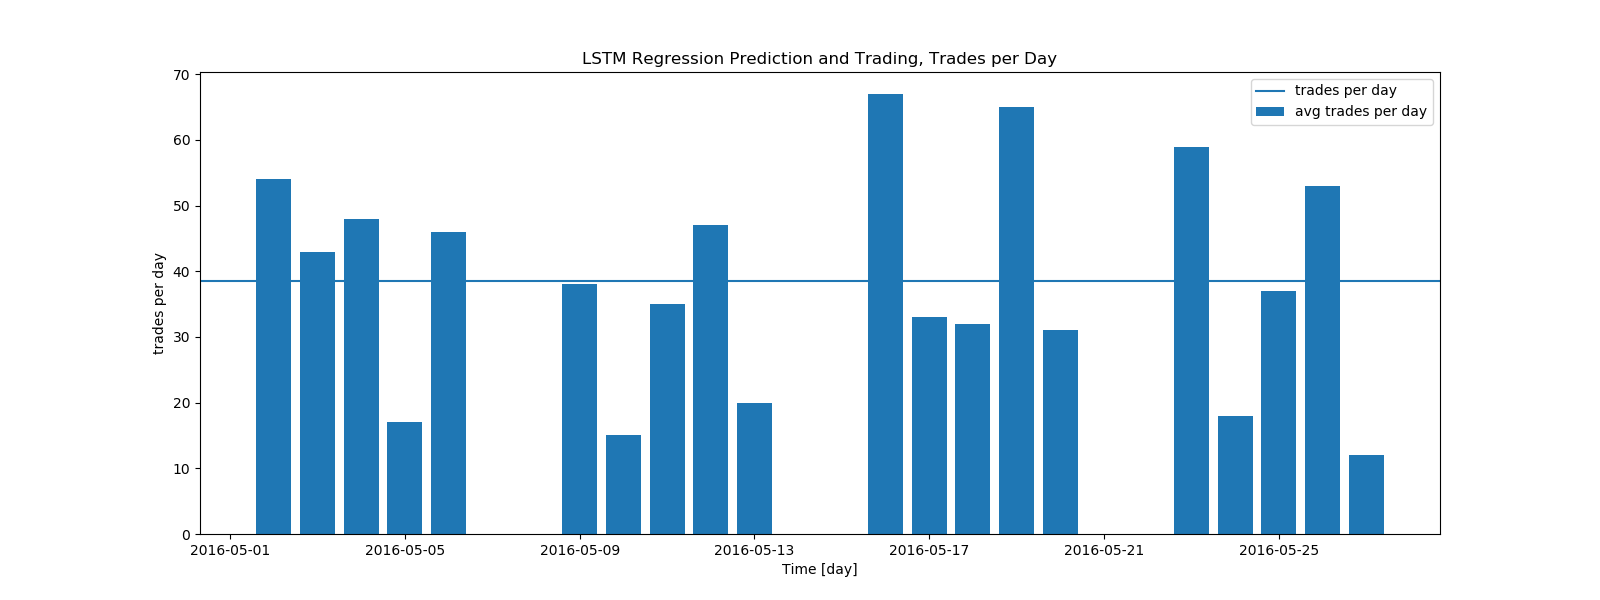 LSTM Regression Prediction and Trading, Trades per Day
trades per day
avg trades per day
70
60
50
40
30
20
10
0
trades per day
2016-05-01 2016-05-05 2016-05-09 2016-05-13 2016-05-17 2016-05-21 2016-05-25
Time [day]